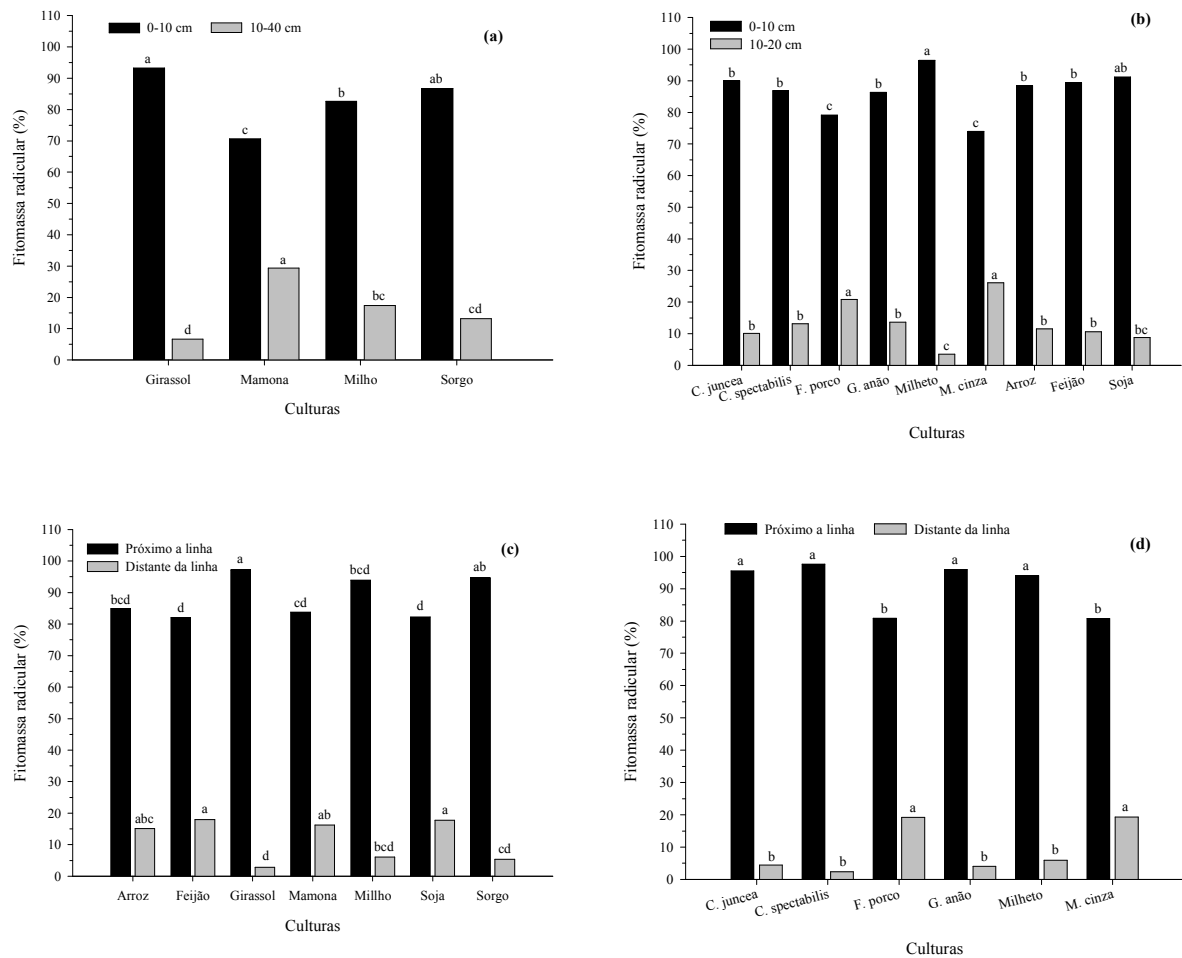 0-10 cm 10-40 cm
(a)
110
100
90
80
70
60
50
40
30
20
10
0
Fitomassa radicular (%)
a c b ab
d a bc cd
Girassol Mamona Milho Sorgo
Culturas
0-10 cm
10-20 cm
(b)
110
100
90
80
70
60
50
40
30
20
10
0
Fitomassa radicular (%)
b b c b a c b b ab
b b a b c a b b bc
C. juncea C. spectabilis F. porco G. anão Milheto M. cinza Arroz Feijão Soja
Culturas
Próximo a linha
Distante da linha
(c)
110
100
90
80
70
60
50
40
30
20
10
0
Fitomassa radicular (%)
bcd d a cd bcd d ab
abc a d ab bcd a cd
Arroz Feijão Girassol Mamona Millho Soja Sorgo
Culturas
Próximo a linha Distante da linha
(d)
110
100
90
80
70
60
50
40
30
20
10
0
Fitomassa radicular (%)
a a b a a b
b b a b b a
C. juncea C. spectabilis F. porco G. anão Milheto M. cinza
Culturas